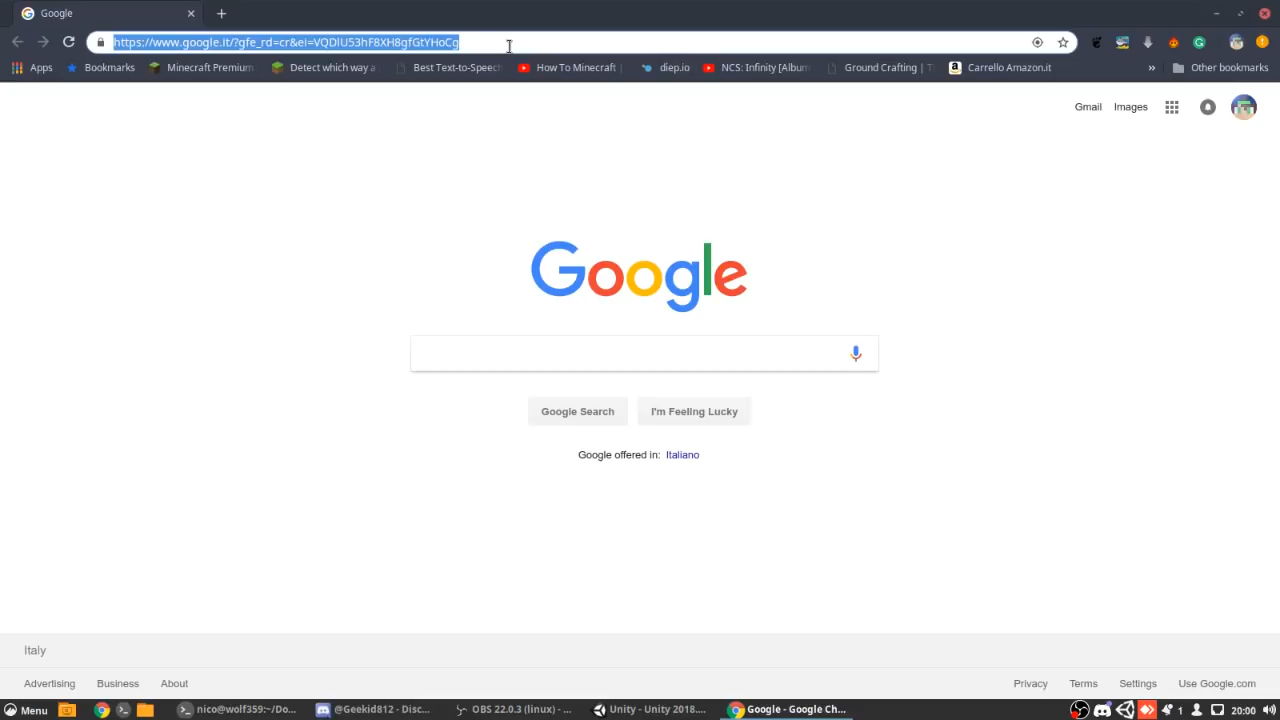 Google
https://www.google.it/?gfe_rd=cr&ei=VQDlU53hF8XH8gfGtYHoCg
Apps Bookmarks Minecraft Premium Detect which way a Best Text-to-Speech How To Minecraft | diep.io NCS: Infinity [Album Ground Crafting | T Carrello Amazon.it » Other bookmarks
Gmail Images
Google
Google Search I'm Feeling Lucky
Google offered in: Italiano
Italy
Advertising Business About Privacy Terms Settings Use Google.com
Menu nico@wolf359:~/Do... @Geekid812 - Disc... OBS 22.0.3 (linux) - ... Unity - Unity 2018.... Google - Google Ch... 1 20:00